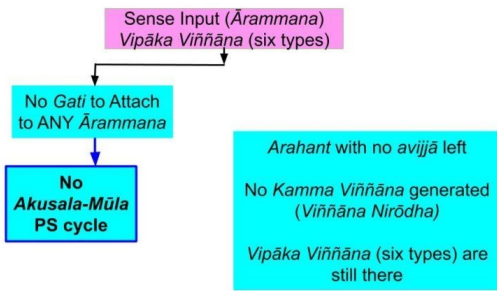 Sense Input (Ārammana)
Vipāka Viññāna (six types)
No Gati to Attach
to ANY Ārammana
No
Akusala-Mūla
PS cycle
Arahant with no avijjā left
No Kamma Viññāna generated
(Viññāna Nirōdha)
Vipāka Viññāna (six types) are
still there